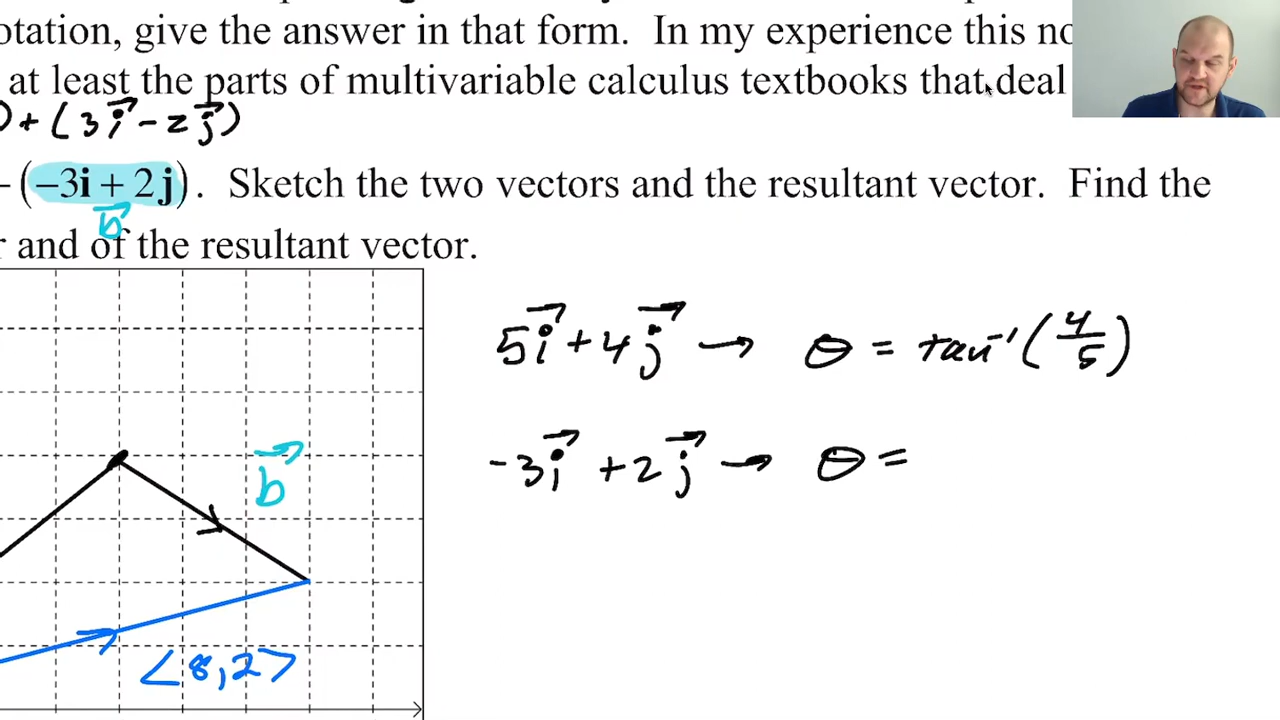 otation, give the answer in that form. In my experience this no
at least the parts of multivariable calculus textbooks that deal
) + (3i⃗ - 2j⃗)
- (-3i + 2j). Sketch the two vectors and the resultant vector. Find the
b⃗
r and of the resultant vector.
5i⃗ + 4j⃗ → θ = tan⁻¹(4/5)
-3i⃗ + 2j⃗ → θ =
b⃗
<8,2>